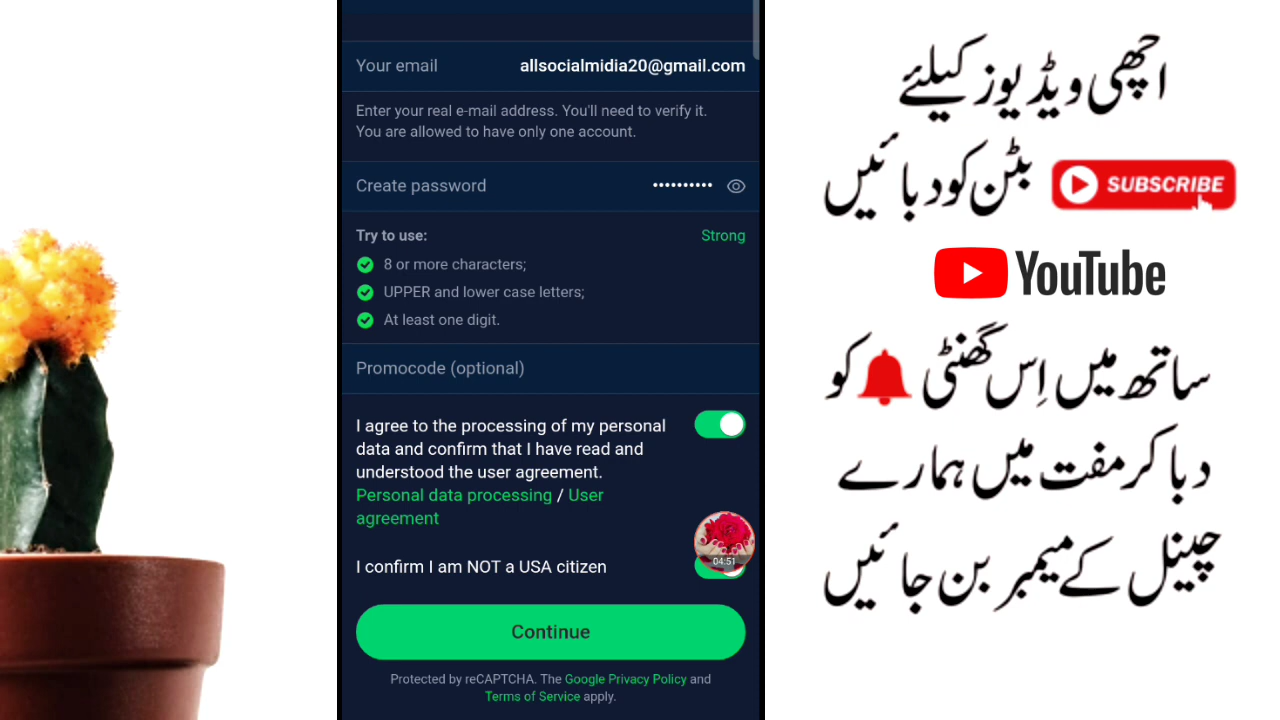 Your email allsocialmidia20@gmail.com
Enter your real e-mail address. You'll need to verify it.
You are allowed to have only one account.
Create password ••••••••••
Try to use: Strong
8 or more characters;
UPPER and lower case letters;
At least one digit.
Promocode (optional)
I agree to the processing of my personal
data and confirm that I have read and
understood the user agreement.
Personal data processing / User
agreement
04:51
I confirm I am NOT a USA citizen
Continue
Protected by reCAPTCHA. The Google Privacy Policy and
Terms of Service apply.
اچھی ویڈیوز کیلئے
SUBSCRIBE بٹن کو دبائیں
YouTube
ساتھ میں اِس گھنٹی کو
دبا کر مفت میں ہمارے
چینل کے میمبر بن جائیں